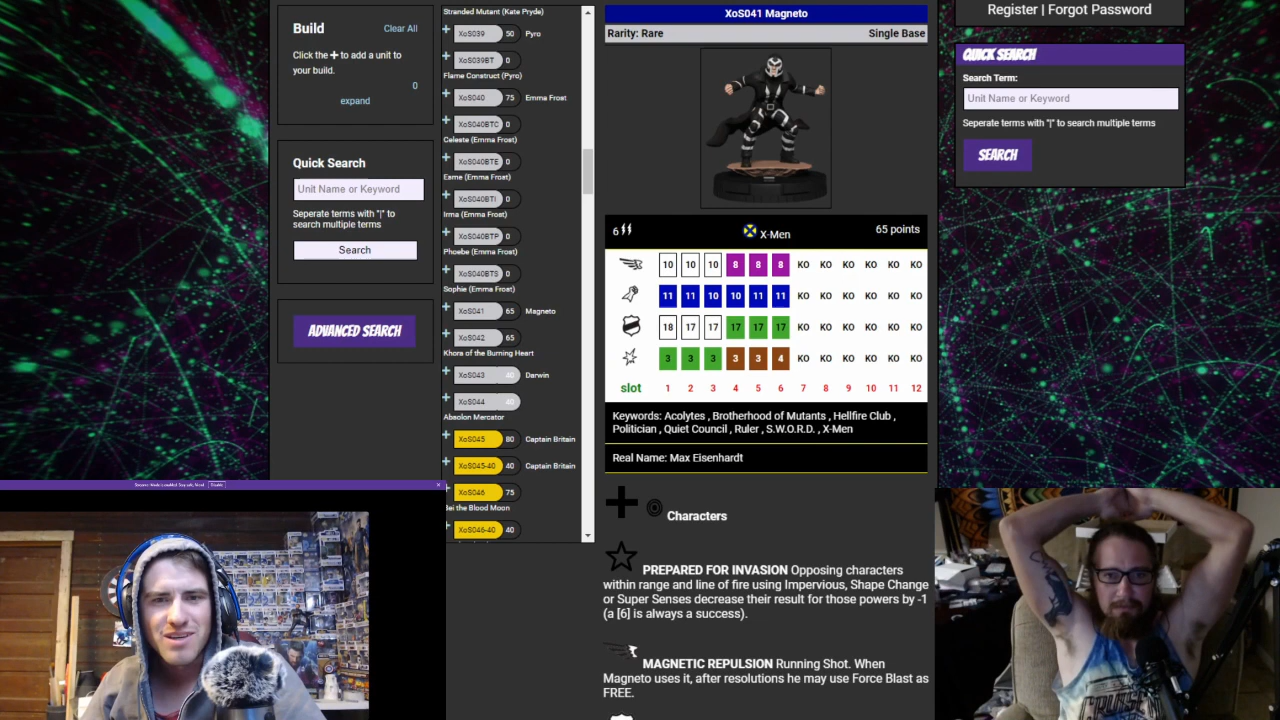 Build
Clear All
Click the + to add a unit to
your build.
0
expand
Quick Search
Unit Name or Keyword
Seperate terms with "|" to
search multiple terms
Search
ADVANCED SEARCH
Stranded Mutant (Kate Pryde)
XoS039 50 Pyro
XoS039BT 0
Flame Construct (Pyro)
XoS040 75 Emma Frost
XoS040BTC 0
Celeste (Emma Frost)
XoS040BTE 0
Esme (Emma Frost)
XoS040BTI 0
Irma (Emma Frost)
XoS040BTP 0
Phoebe (Emma Frost)
XoS040BTS 0
Sophie (Emma Frost)
XoS041 65 Magneto
XoS042 65
Khora of the Burning Heart
XoS043 40 Darwin
XoS044 40
Absolon Mercator
XoS045 80 Captain Britain
XoS045-40 40 Captain Britain
XoS046 75
Bei the Blood Moon
XoS046-40 40
XoS041 Magneto
Rarity: Rare
Single Base
6
X-Men
65 points
10 10 10 8 8 8 KO KO KO KO KO KO
11 11 10 10 11 11 KO KO KO KO KO KO
18 17 17 17 17 17 KO KO KO KO KO KO
3 3 3 3 3 4 KO KO KO KO KO KO
slot 1 2 3 4 5 6 7 8 9 10 11 12
Keywords: Acolytes , Brotherhood of Mutants , Hellfire Club ,
Politician , Quiet Council , Ruler , S.W.O.R.D. , X-Men
Real Name: Max Eisenhardt
Characters
PREPARED FOR INVASION Opposing characters
within range and line of fire using Impervious, Shape Change
or Super Senses decrease their result for those powers by -1
(a [6] is always a success).
MAGNETIC REPULSION Running Shot. When
Magneto uses it, after resolutions he may use Force Blast as
FREE.
Register | Forgot Password
QUICK SEARCH
Search Term:
Unit Name or Keyword
Seperate terms with "|" to search multiple terms
SEARCH